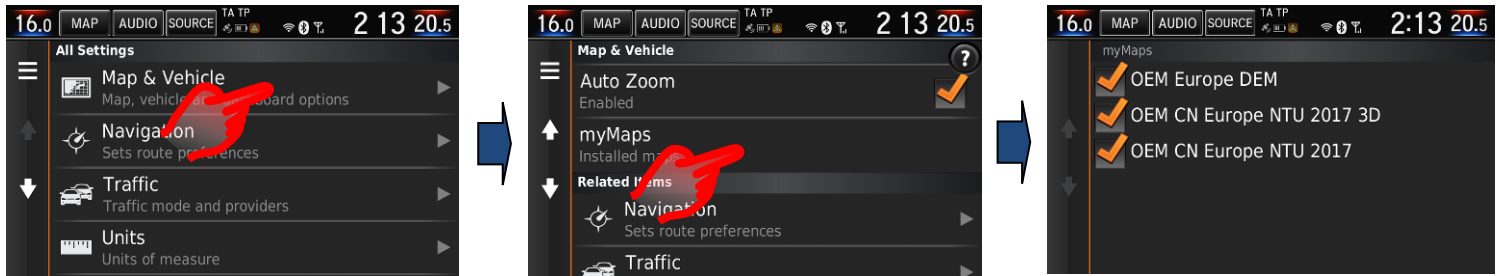 16.0 MAP AUDIO SOURCE TA TP 2 13 20.5
All Settings
Map & Vehicle
Map, vehicle and dashboard options
Navigation
Sets route preferences
Traffic
Traffic mode and providers
Units
Units of measure
16.0 MAP AUDIO SOURCE TA TP 2 13 20.5
Map & Vehicle
?
Auto Zoom
Enabled
myMaps
Installed maps
Related Items
Navigation
Sets route preferences
Traffic
16.0 MAP AUDIO SOURCE TA TP 2:13 20.5
myMaps
OEM Europe DEM
OEM CN Europe NTU 2017 3D
OEM CN Europe NTU 2017